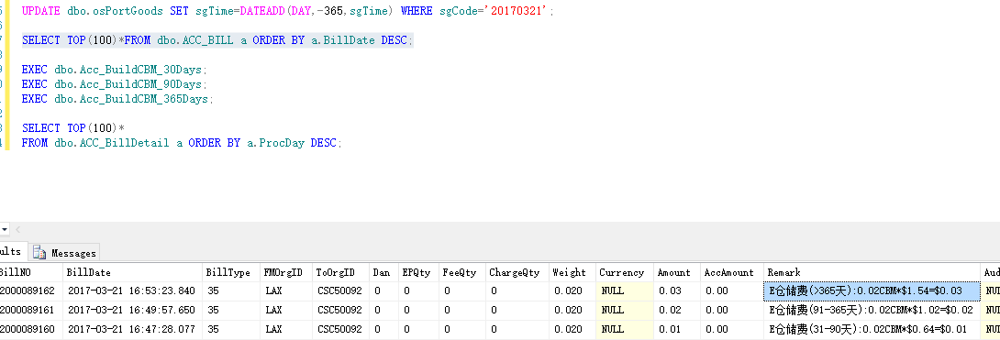 UPDATE dbo.osPortGoods SET sgTime=DATEADD(DAY,-365,sgTime) WHERE sgCode='20170321';
SELECT TOP(100)*FROM dbo.ACC_BILL a ORDER BY a.BillDate DESC;
EXEC dbo.Acc_BuildCBM_30Days;
EXEC dbo.Acc_BuildCBM_90Days;
EXEC dbo.Acc_BuildCBM_365Days;
SELECT TOP(100)*
FROM dbo.ACC_BillDetail a ORDER BY a.ProcDay DESC;
ults Messages
BillNO BillDate BillType FMOrgID ToOrgID Dan EPQty FeeQty ChargeQty Weight Currency Amount AccAmount Remark Aud
2000089162 2017-03-21 16:53:23.840 35 LAX CSC50092 0 0 0 0 0.020 NULL 0.03 0.00 E仓储费(>365天):0.02CBM*$1.54=$0.03 NU
2000089161 2017-03-21 16:49:57.650 35 LAX CSC50092 0 0 0 0 0.020 NULL 0.02 0.00 E仓储费(91-365天):0.02CBM*$1.02=$0.02 NU
2000089160 2017-03-21 16:47:28.077 35 LAX CSC50092 0 0 0 0 0.020 NULL 0.01 0.00 E仓储费(31-90天):0.02CBM*$0.64=$0.01 NU